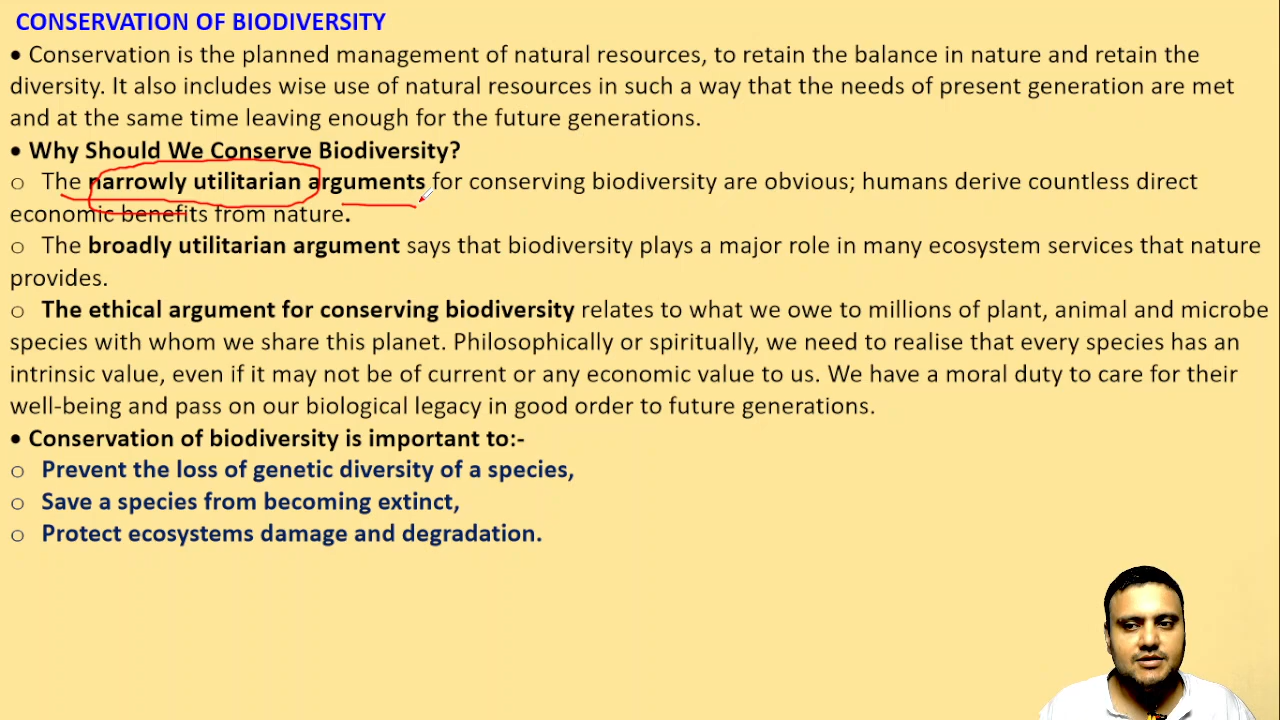 CONSERVATION OF BIODIVERSITY
• Conservation is the planned management of natural resources, to retain the balance in nature and retain the
diversity. It also includes wise use of natural resources in such a way that the needs of present generation are met
and at the same time leaving enough for the future generations.
• Why Should We Conserve Biodiversity?
o The narrowly utilitarian arguments for conserving biodiversity are obvious; humans derive countless direct
economic benefits from nature.
o The broadly utilitarian argument says that biodiversity plays a major role in many ecosystem services that nature
provides.
o The ethical argument for conserving biodiversity relates to what we owe to millions of plant, animal and microbe
species with whom we share this planet. Philosophically or spiritually, we need to realise that every species has an
intrinsic value, even if it may not be of current or any economic value to us. We have a moral duty to care for their
well-being and pass on our biological legacy in good order to future generations.
• Conservation of biodiversity is important to:-
o Prevent the loss of genetic diversity of a species,
o Save a species from becoming extinct,
o Protect ecosystems damage and degradation.